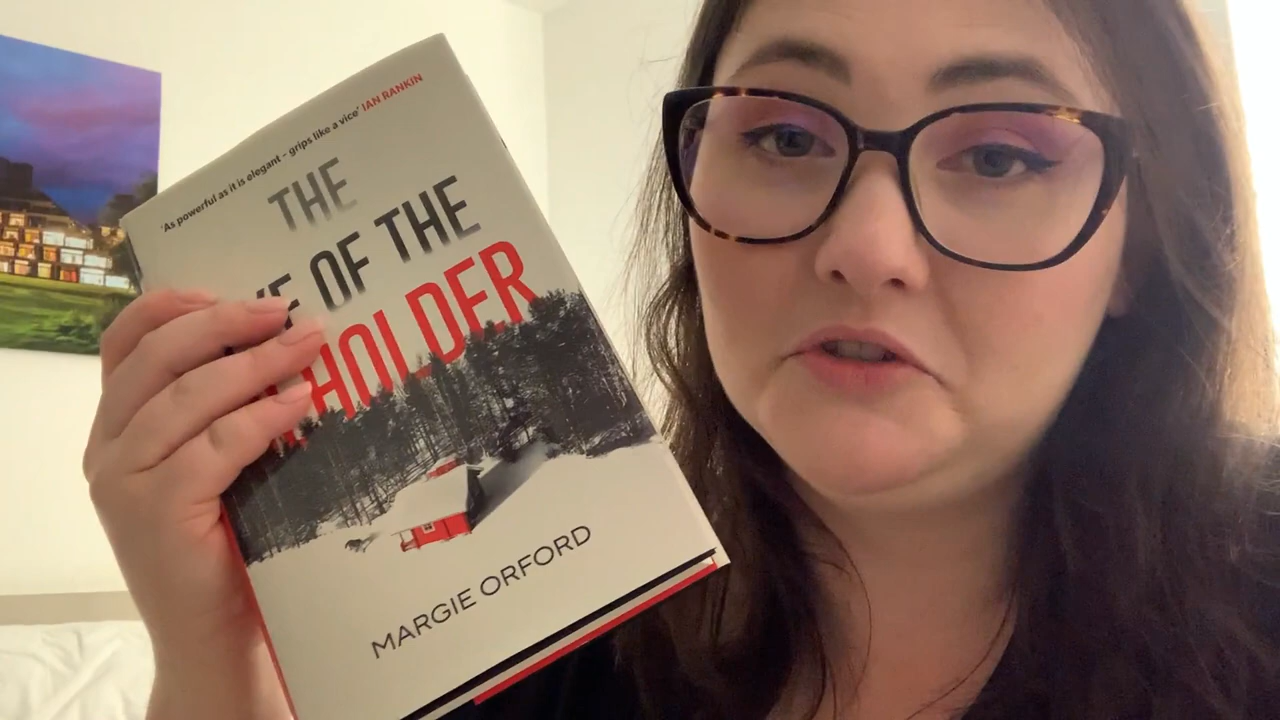 'As powerful as it is elegant - grips like a vice' IAN RANKIN
THE
OF THE
HOLDER
MARGIE ORFORD